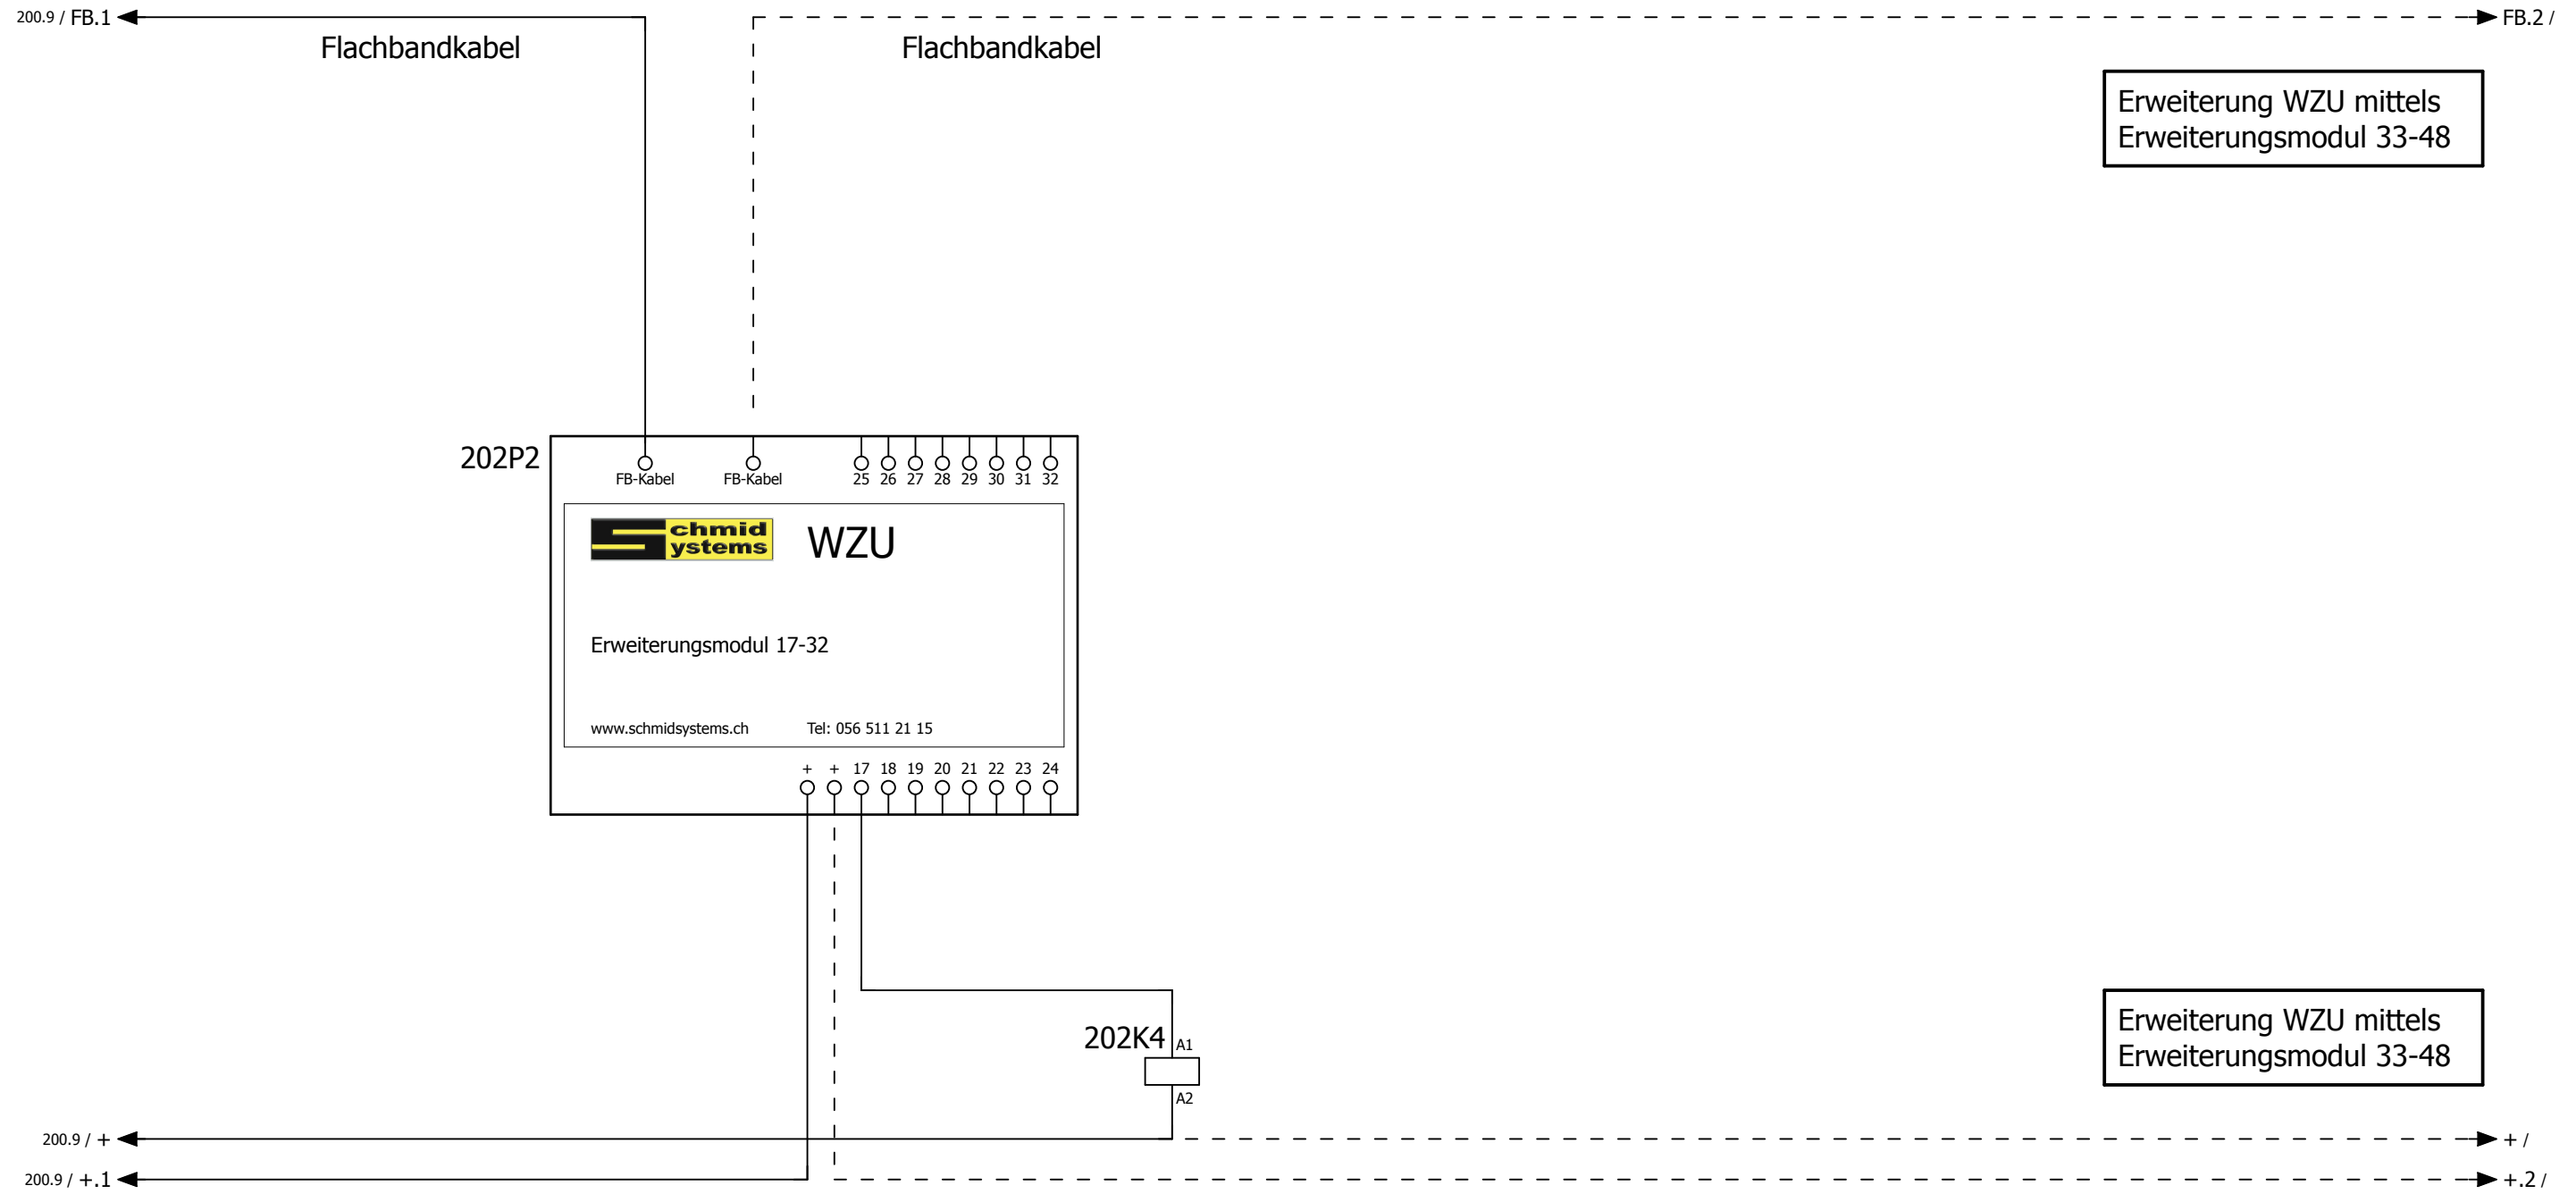 200.9 / FB.1
FB.2 /
Flachbandkabel
Flachbandkabel
Erweiterung WZU mittels
Erweiterungsmodul 33-48
202P2
FB-Kabel
FB-Kabel
25 26 27 28 29 30 31 32
chmid
ystems
WZU
Erweiterungsmodul 17-32
www.schmidsystems.ch
Tel: 056 511 21 15
+ + 17 18 19 20 21 22 23 24
202K4
A1
A2
Erweiterung WZU mittels
Erweiterungsmodul 33-48
200.9 / +
+ /
200.9 / +.1
+.2 /